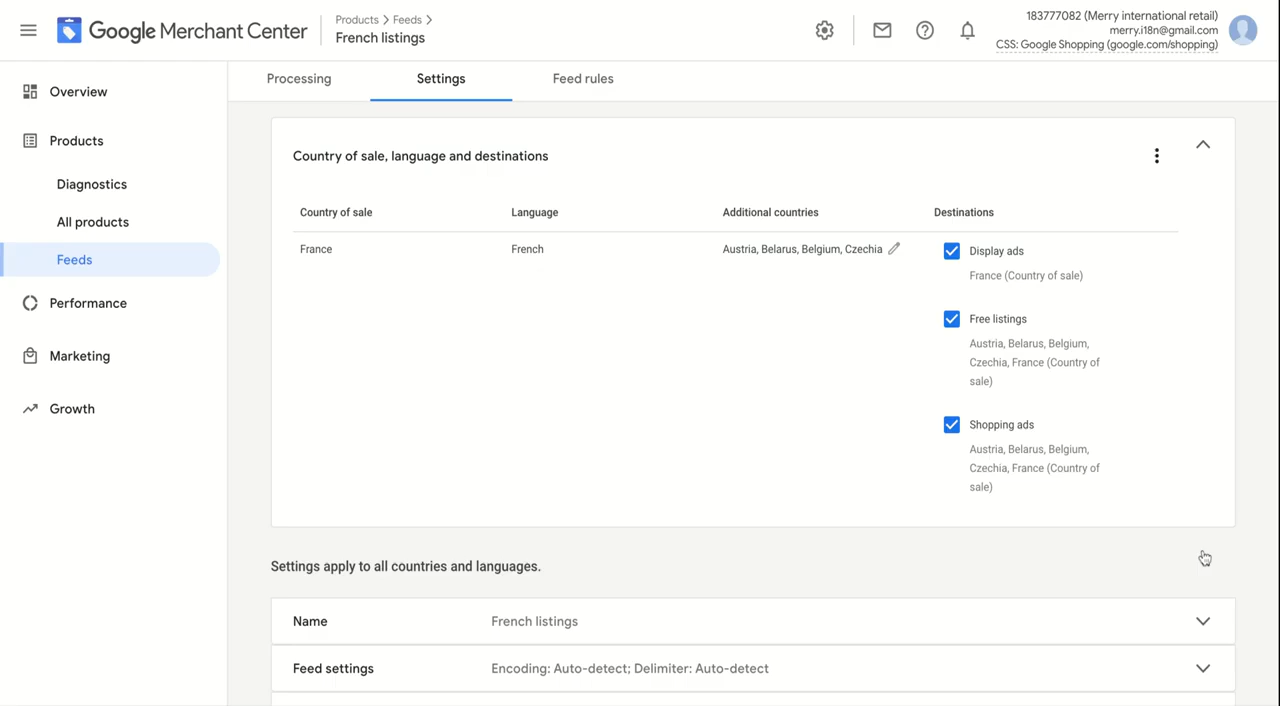 Google Merchant Center
Products > Feeds >
French listings
183777082 (Merry international retail)
merry.i18n@gmail.com
CSS: Google Shopping (google.com/shopping)
Overview
Products
Diagnostics
All products
Feeds
Performance
Marketing
Growth
Processing
Settings
Feed rules
Country of sale, language and destinations
Country of sale
Language
Additional countries
Destinations
France
French
Austria, Belarus, Belgium, Czechia
Display ads
France (Country of sale)
Free listings
Austria, Belarus, Belgium,
Czechia, France (Country of
sale)
Shopping ads
Austria, Belarus, Belgium,
Czechia, France (Country of
sale)
Settings apply to all countries and languages.
Name
French listings
Feed settings
Encoding: Auto-detect; Delimiter: Auto-detect